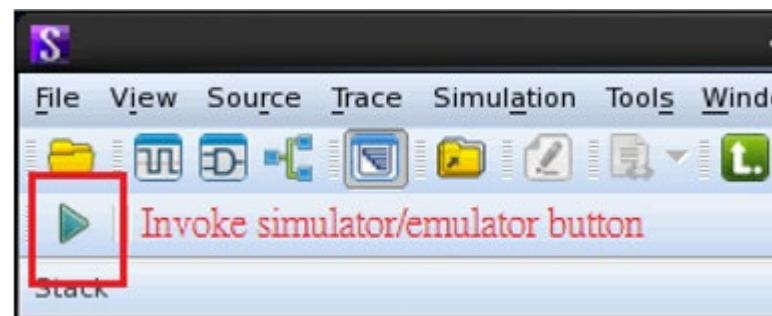 S
File View Source Trace Simulation Tools Wind
t.
Invoke simulator/emulator button
Stack